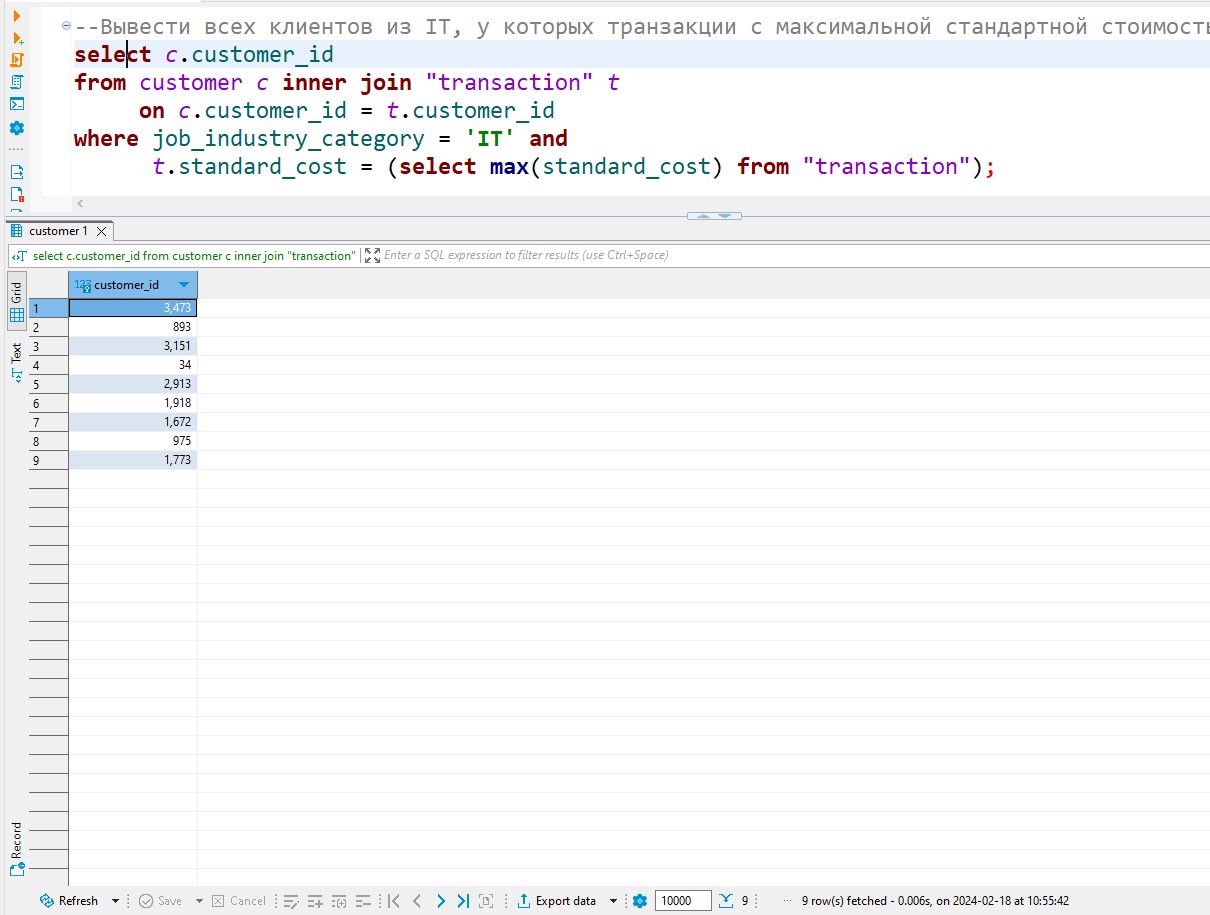 --Вывести всех клиентов из IT, у которых транзакции с максимальной стандартной стоимость
select c.customer_id
from customer c inner join "transaction" t
on c.customer_id = t.customer_id
where job_industry_category = 'IT' and
t.standard_cost = (select max(standard_cost) from "transaction");
customer 1
select c.customer_id from customer c inner join "transaction"
Enter a SQL expression to filter results (use Ctrl+Space)
Grid
Text
Record
123 customer_id
1 3,473
2 893
3 3,151
4 34
5 2,913
6 1,918
7 1,672
8 975
9 1,773
Refresh Save Cancel Export data 10000 9 9 row(s) fetched - 0.006s, on 2024-02-18 at 10:55:42